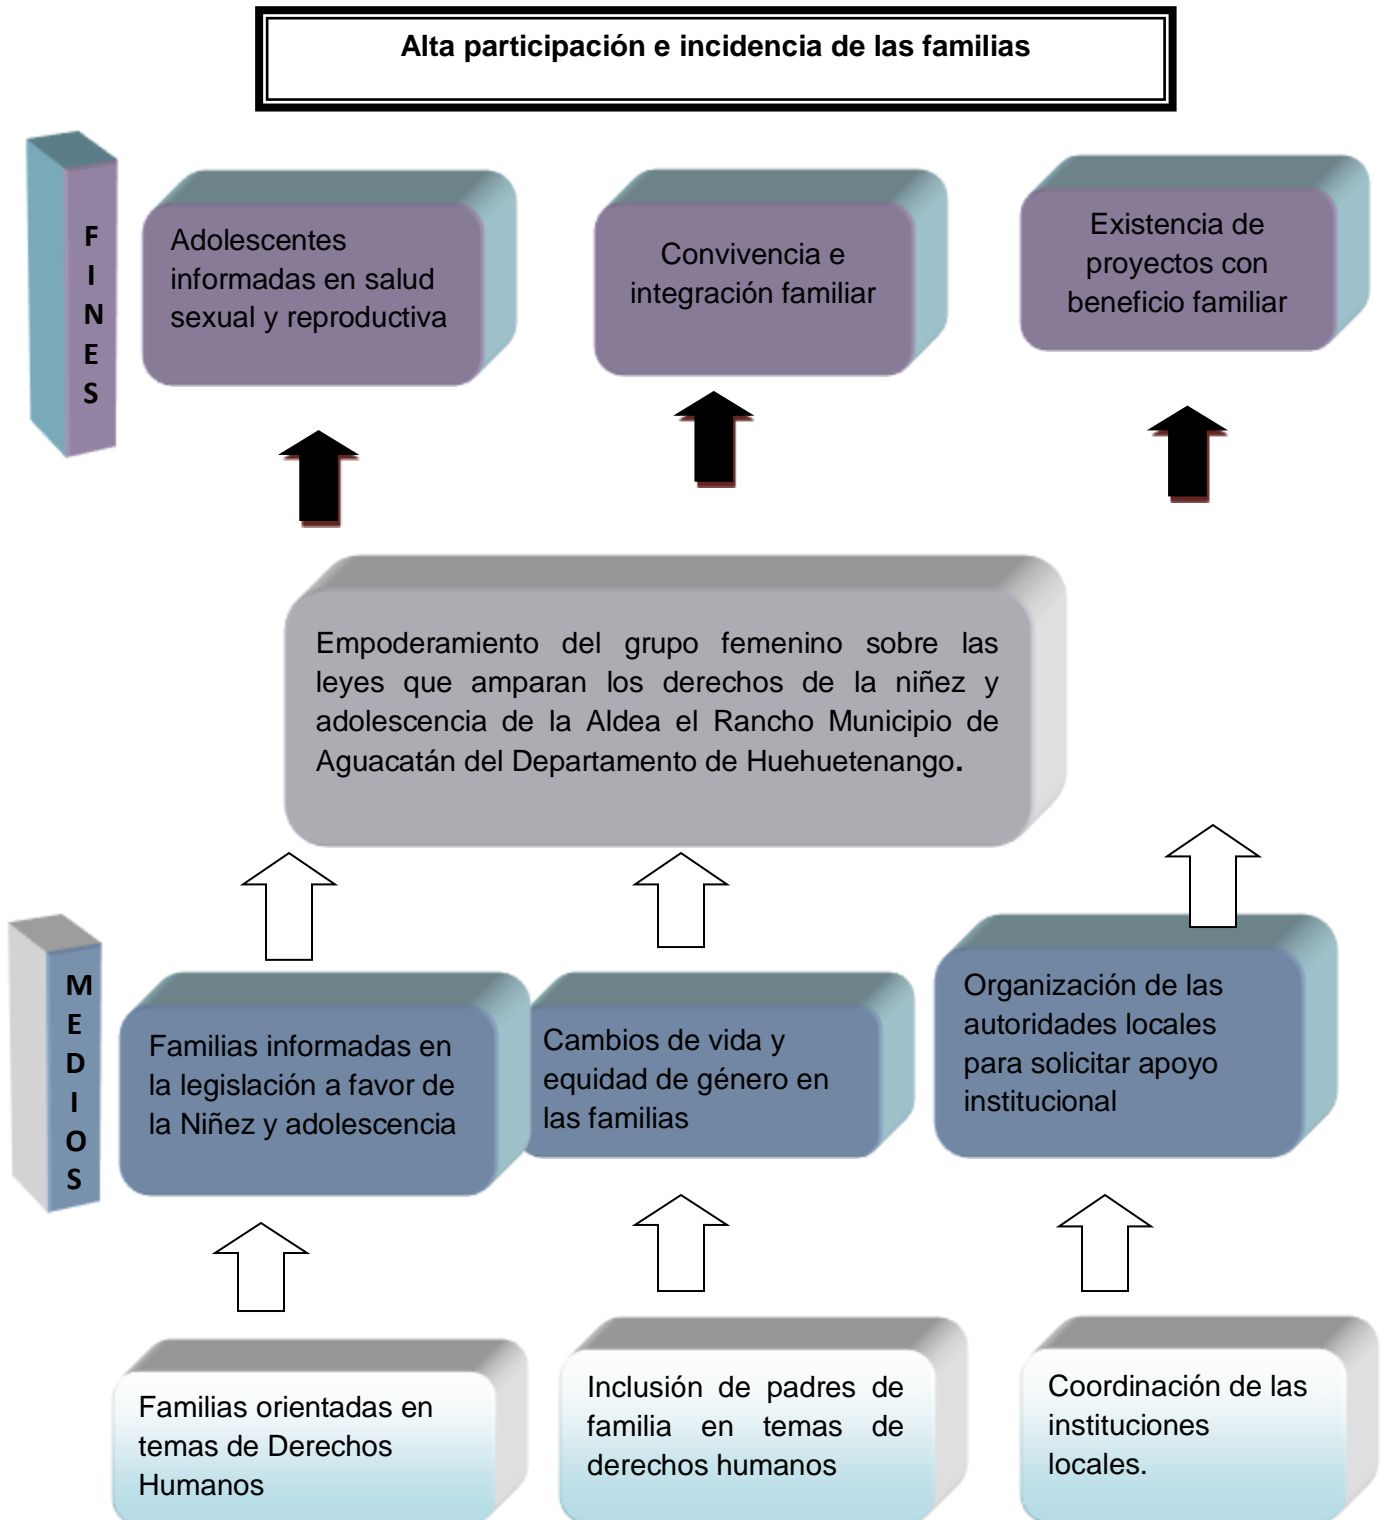 Alta participación e incidencia de las familias
F
I
N
E
S
Adolescentes
informadas en salud
sexual y reproductiva
Convivencia e
integración familiar
Existencia de
proyectos con
beneficio familiar
Empoderamiento del grupo femenino sobre las
leyes que amparan los derechos de la niñez y
adolescencia de la Aldea el Rancho Municipio de
Aguacatán del Departamento de Huehuetenango.
M
E
D
I
O
S
Familias informadas en
la legislación a favor de
la Niñez y adolescencia
Cambios de vida y
equidad de género en
las familias
Organización de las
autoridades locales
para solicitar apoyo
institucional
Familias orientadas en
temas de Derechos
Humanos
Inclusión de padres de
familia en temas de
derechos humanos
Coordinación de las
instituciones
locales.